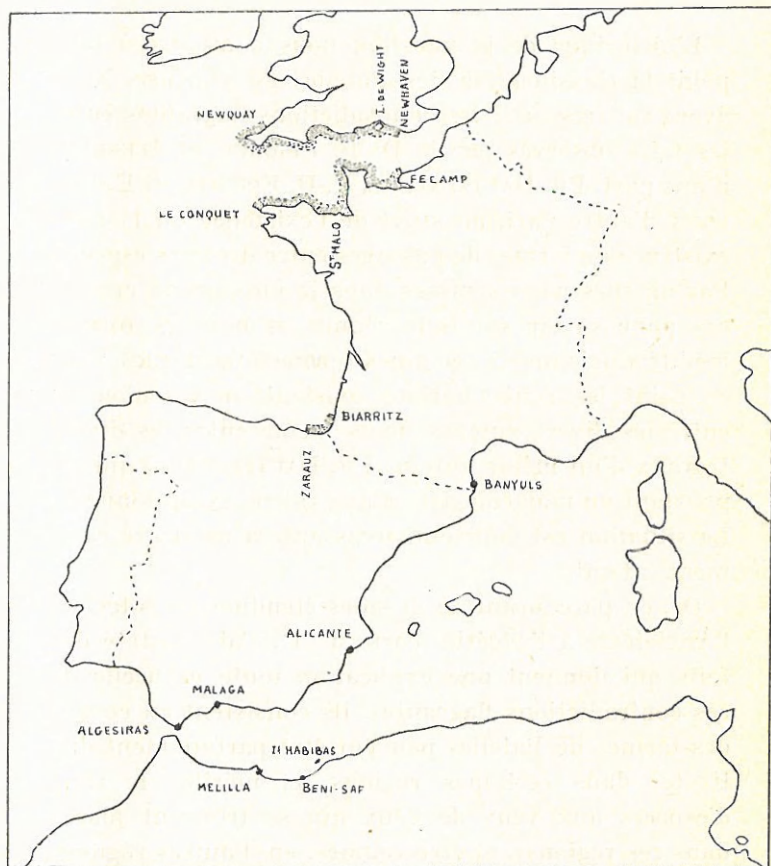 I. DE WIGHT
NEWHAVEN
NEWQUAY
FECAMP
LE CONQUET
ST MALO
BIARRITZ
ZARAUZ
BANYULS
ALICANTE
MALAGA
ALGESIRAS
II HABIBAS
MELILLA
BENI-SAF